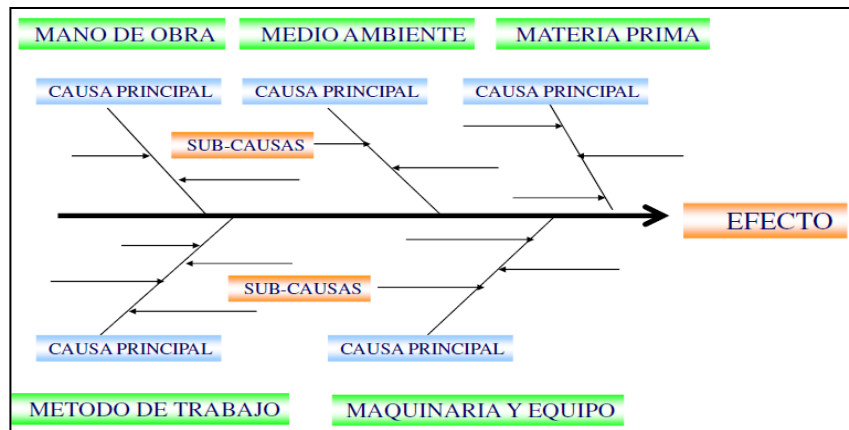 MANO DE OBRA
MEDIO AMBIENTE
MATERIA PRIMA
CAUSA PRINCIPAL
CAUSA PRINCIPAL
CAUSA PRINCIPAL
SUB-CAUSAS
EFECTO
SUB-CAUSAS
CAUSA PRINCIPAL
CAUSA PRINCIPAL
METODO DE TRABAJO
MAQUINARIA Y EQUIPO